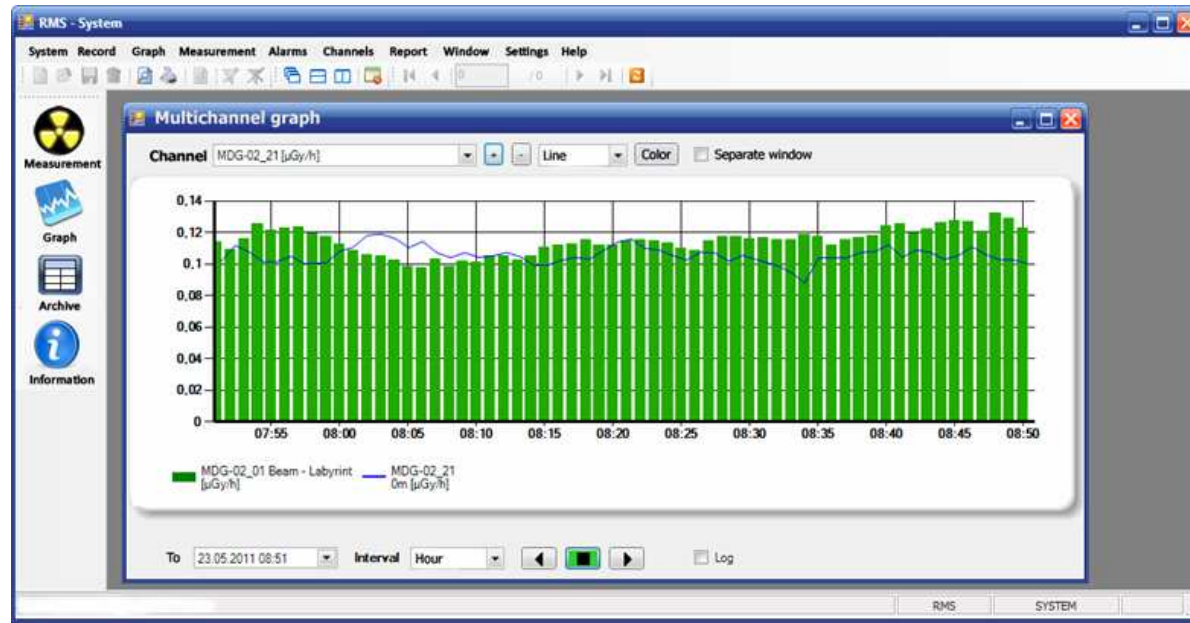 RMS - System
System Record Graph Measurement Alarms Channels Report Window Settings Help
0 / 0
Measurement
Graph
Archive
Information
Multichannel graph
Channel MDG-02_21 [µGy/h] + - Line Color Separate window
0,14
0,12
0,1
0,08
0,06
0,04
0,02
0
07:55 08:00 08:05 08:10 08:15 08:20 08:25 08:30 08:35 08:40 08:45 08:50
MDG-02_01 Beam - Labyrint
[µGy/h]
MDG-02_21
0m [µGy/h]
To 23.05.2011 08:51 Interval Hour Log
RMS SYSTEM